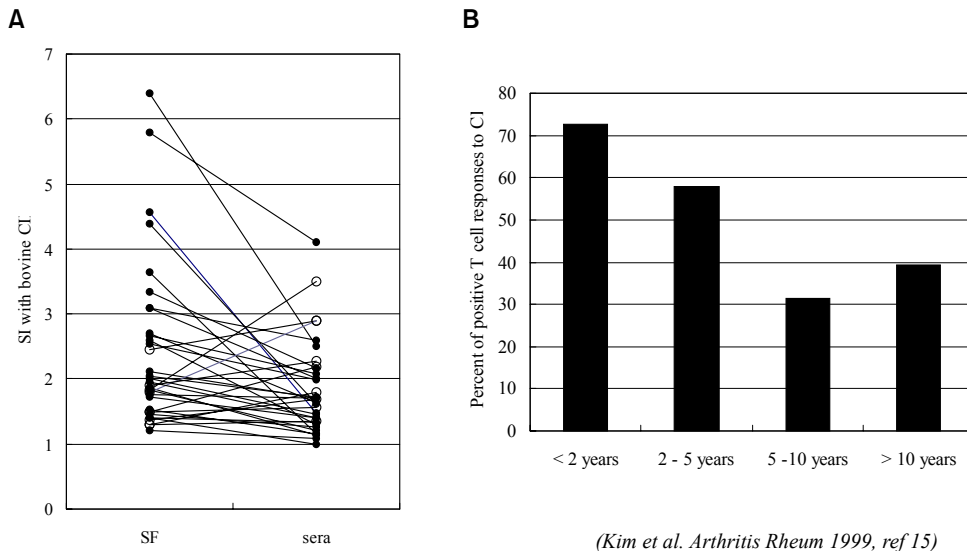 A
B
7
6
5
4
3
2
1
0
SI with bovine CI
SF
sera
80
70
60
50
40
30
20
10
0
Percent of positive T cell responses to CI
< 2 years
2 - 5 years
5 -10 years
> 10 years
(Kim et al. Arthritis Rheum 1999, ref 15)